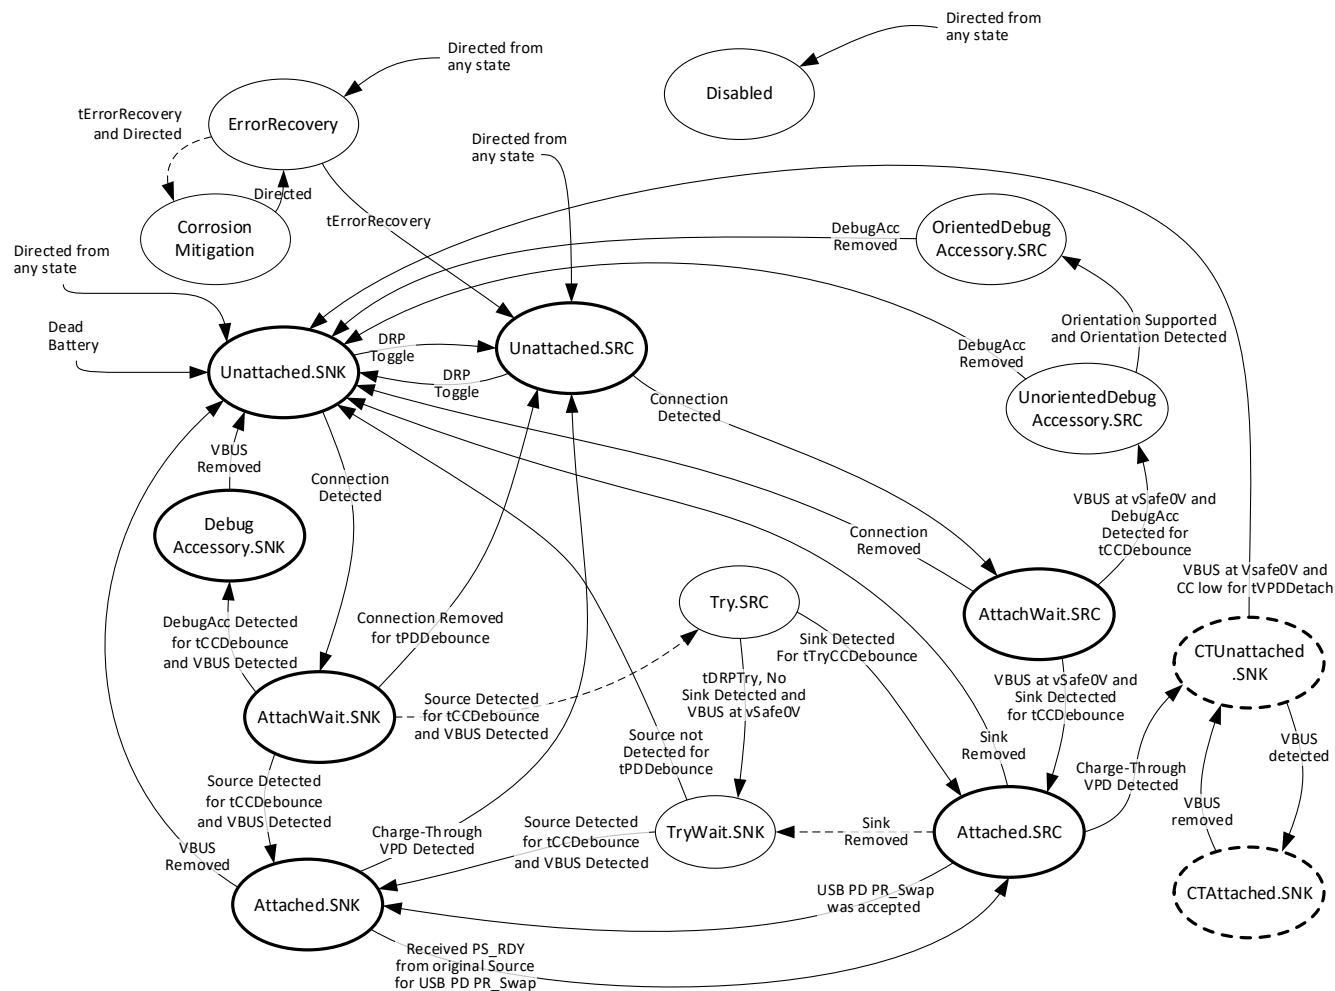 Directed from
any state
Directed from
any state
Disabled
ErrorRecovery
tErrorRecovery
and Directed
Directed from
any state
Directed
Corrosion
Mitigation
tErrorRecovery
OrientedDebug
Accessory.SRC
DebugAcc
Removed
Directed from
any state
Dead
Battery
Unattached.SNK
DRP
Toggle
DRP
Toggle
Unattached.SRC
Orientation Supported
and Orientation Detected
DebugAcc
Removed
UnorientedDebug
Accessory.SRC
Connection
Detected
VBUS
Removed
Connection
Detected
Debug
Accessory.SNK
VBUS at vSafe0V and
DebugAcc
Detected for
tCCDebounce
Connection
Removed
VBUS at Vsafe0V and
CC low for tVPDDetach
Try.SRC
AttachWait.SRC
DebugAcc Detected
for tCCDebounce
and VBUS Detected
Connection Removed
for tPDDebounce
Sink Detected
For tTryCCDebounce
CTUnattached
.SNK
tDRPTry, No
Sink Detected and
VBUS at vSafe0V
VBUS at vSafe0V and
Sink Dectected
for tCCDebounce
AttachWait.SNK
Source Detected
for tCCDebounce
and VBUS Detected
Source not
Detected for
tPDDebounce
Sink
Removed
VBUS
detected
Charge-Through
VPD Detected
Source Detected
for tCCDebounce
and VBUS Detected
VBUS
removed
VBUS
Removed
Charge-Through
VPD Detected
Source Detected
for tCCDebounce
and VBUS Detected
TryWait.SNK
Sink
Removed
Attached.SRC
CTAttached.SNK
Attached.SNK
USB PD PR_Swap
was accepted
Received PS_RDY
from original Source
for USB PD PR_Swap